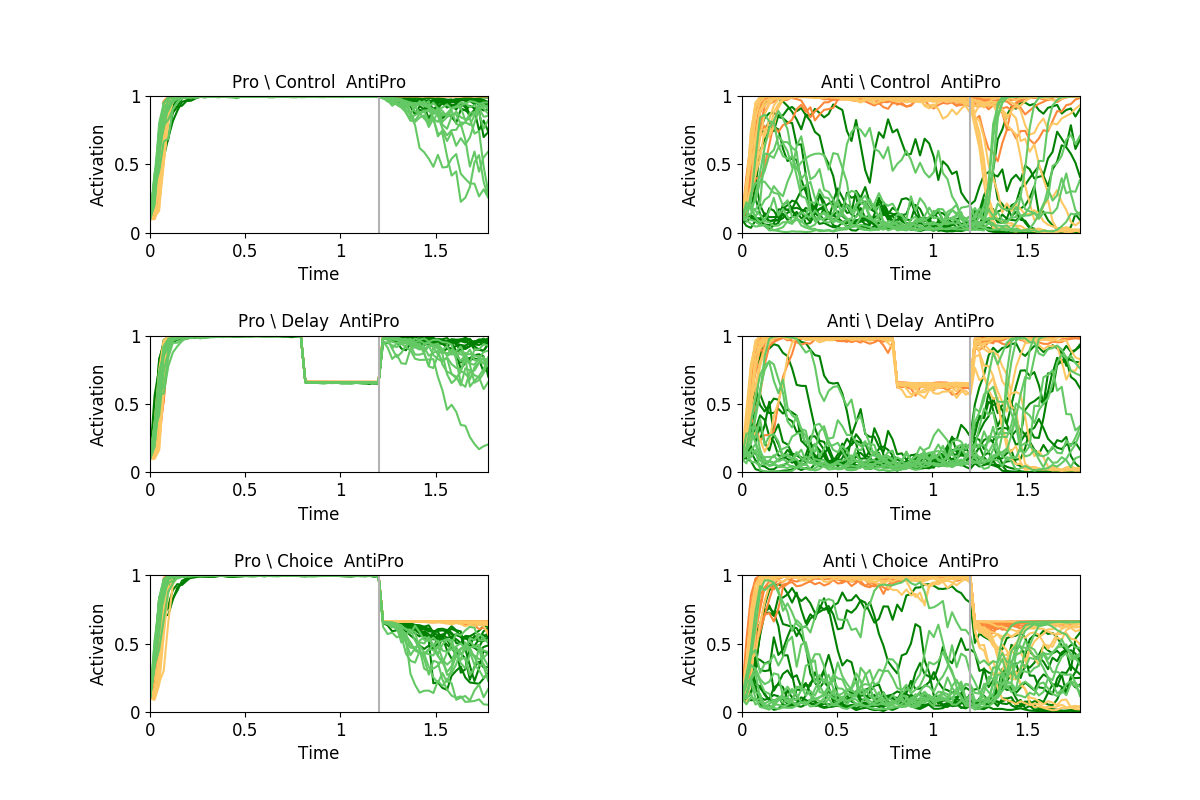 Pro \ Control  AntiPro
Activation
1
0.5
0
0
0.5
1
1.5
Time
Anti \ Control  AntiPro
Activation
1
0.5
0
0
0.5
1
1.5
Time
Pro \ Delay  AntiPro
Activation
1
0.5
0
0
0.5
1
1.5
Time
Anti \ Delay  AntiPro
Activation
1
0.5
0
0
0.5
1
1.5
Time
Pro \ Choice  AntiPro
Activation
1
0.5
0
0
0.5
1
1.5
Time
Anti \ Choice  AntiPro
Activation
1
0.5
0
0
0.5
1
1.5
Time